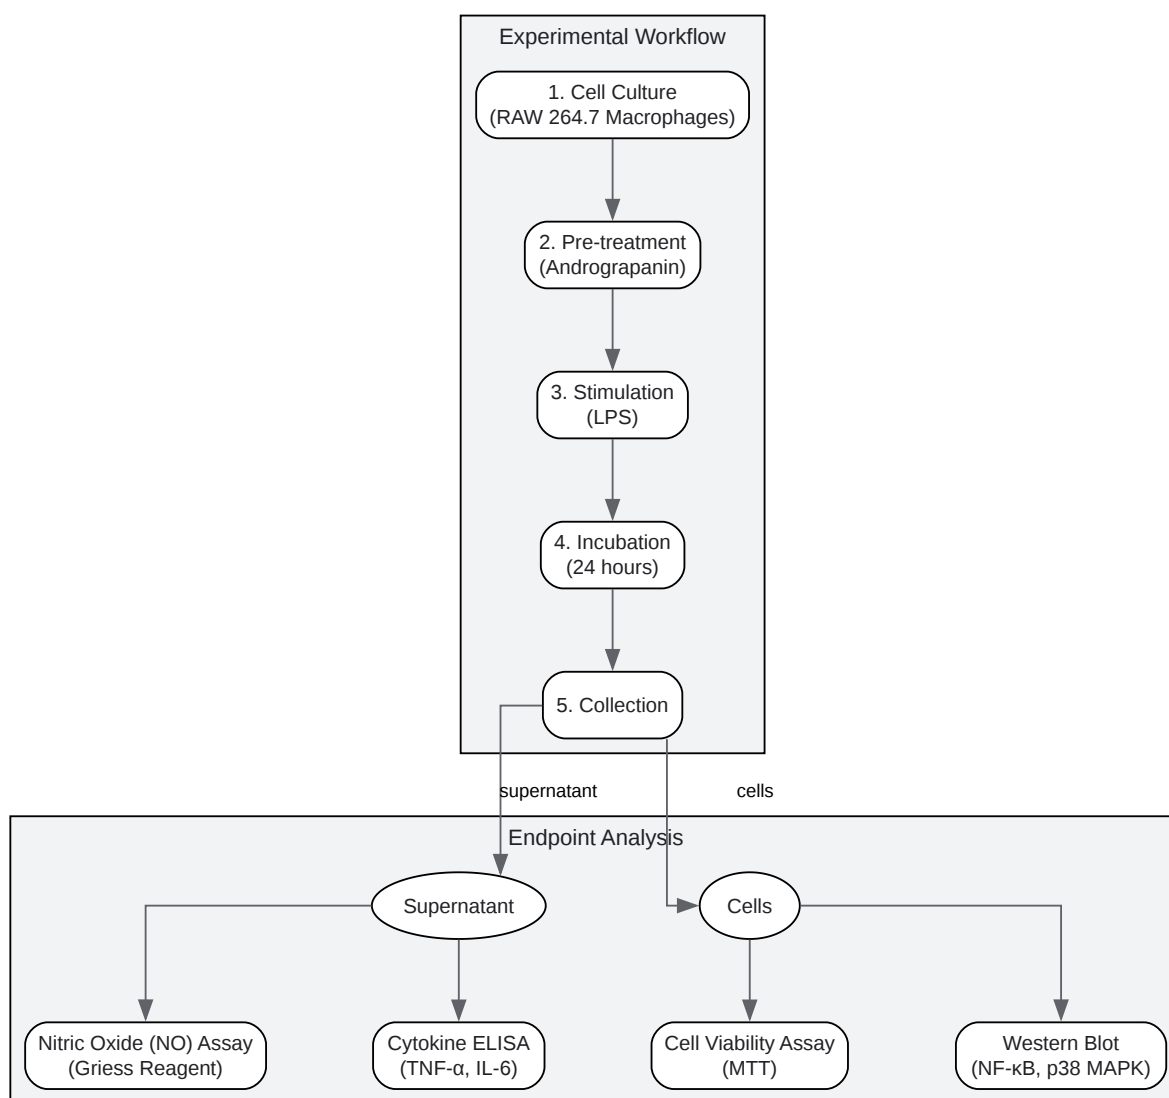 Experimental Workflow
1. Cell Culture
(RAW 264.7 Macrophages)
2. Pre-treatment
(Andrograpanin)
3. Stimulation
(LPS)
4. Incubation
(24 hours)
5. Collection
supernatant
cells
Endpoint Analysis
Supernatant
Cells
Nitric Oxide (NO) Assay
(Griess Reagent)
Cytokine ELISA
(TNF-α, IL-6)
Cell Viability Assay
(MTT)
Western Blot
(NF-κB, p38 MAPK)